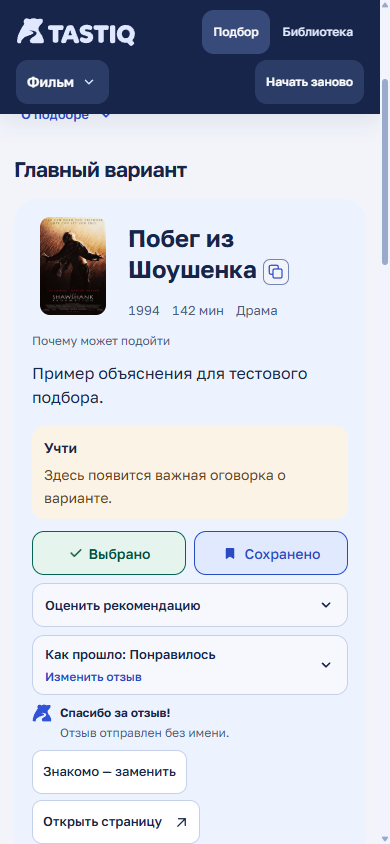 TASTIQ
Подбор
Библиотека
Фильм
Начать заново
О подборе
Главный вариант
Побег из
Шоушенка
1994 142 мин Драма
SHAWSHANK
Почему может подойти
Пример объяснения для тестового
подбора.
Учти
Здесь появится важная оговорка о
варианте.
Выбрано
Сохранено
Оценить рекомендацию
Как прошло: Понравилось
Изменить отзыв
Спасибо за отзыв!
Отзыв отправлен без имени.
Знакомо — заменить
Открыть страницу